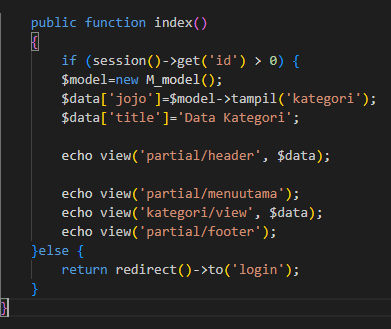 public function index()
{
if (session()->get('id') > 0) {
$model=new M_model();
$data['jojo']=$model->tampil('kategori');
$data['title']='Data Kategori';
echo view('partial/header', $data);
echo view('partial/menuutama');
echo view('kategori/view', $data);
echo view('partial/footer');
}else {
return redirect()->to('login');
}
}